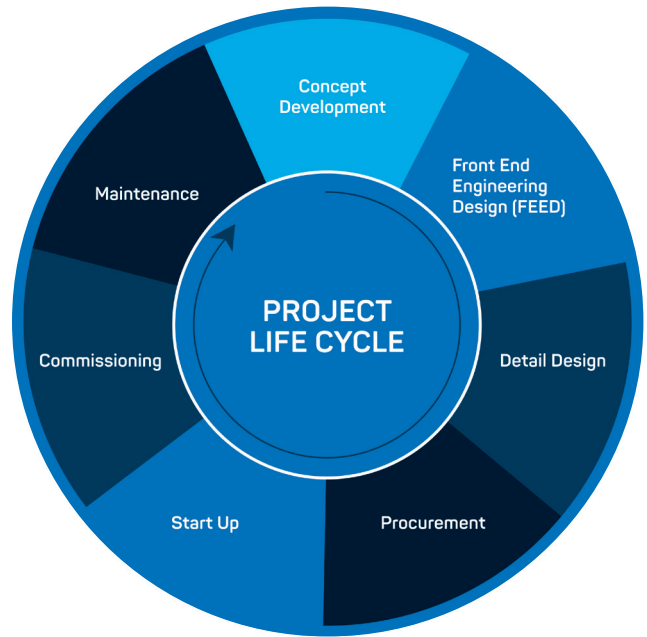 Concept
Development
Front End
Engineering
Design (FEED)
Detail Design
Procurement
Start Up
Commissioning
Maintenance
PROJECT
LIFE CYCLE